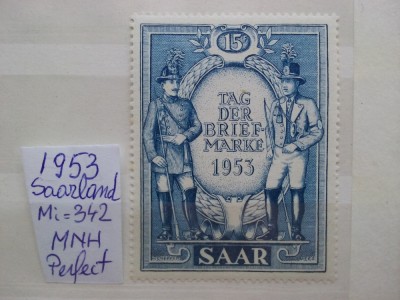 1953
Saarland
Mi=342
MNH
Perfect
15F
TAG
DER
BRIEF-
MARKE
1953
SAAR